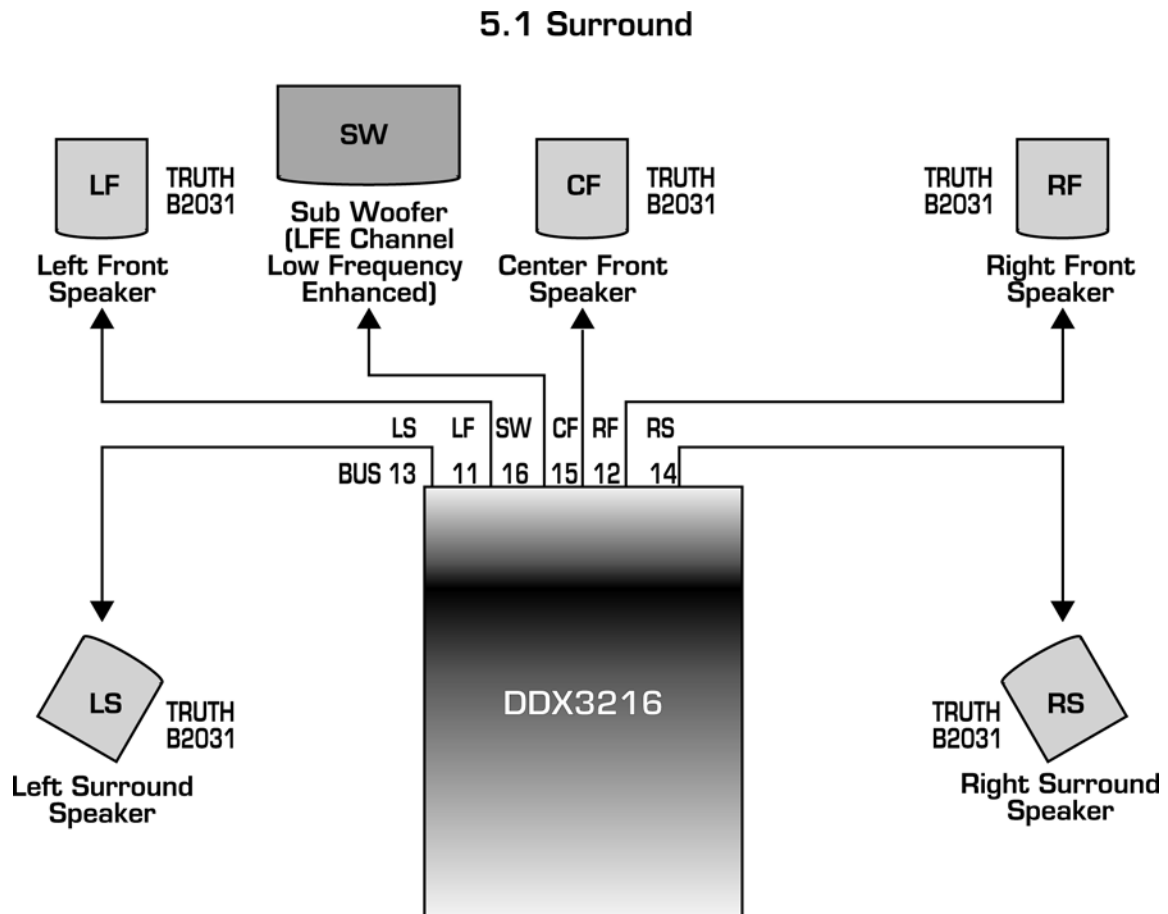 5.1 Surround
LF
TRUTH
B2031
Left Front
Speaker
SW
Sub Woofer
(LFE Channel
Low Frequency
Enhanced)
CF
TRUTH
B2031
Center Front
Speaker
RF
TRUTH
B2031
Right Front
Speaker
LS LF SW CF RF RS
BUS 13 11 16 15 12 14
DDX3216
LS
TRUTH
B2031
Left Surround
Speaker
RS
TRUTH
B2031
Right Surround
Speaker